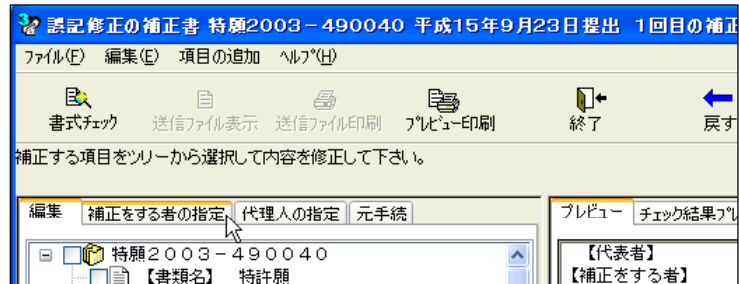 誤記修正の補正書 特願2003－490040 平成15年9月23日提出 1回目の補正
ファイル(F) 編集(E) 項目の追加 ヘルプ(H)
書式チェック 送信ファイル表示 送信ファイル印刷 プレビュー印刷 終了 戻す
補正する項目をツリーから選択して内容を修正して下さい。
編集 補正をする者の指定 代理人の指定 元手続 プレビュー チェック結果プレ
特願２００３－４９００４０ 【代表者】
【書類名】 特許願 【補正をする者】